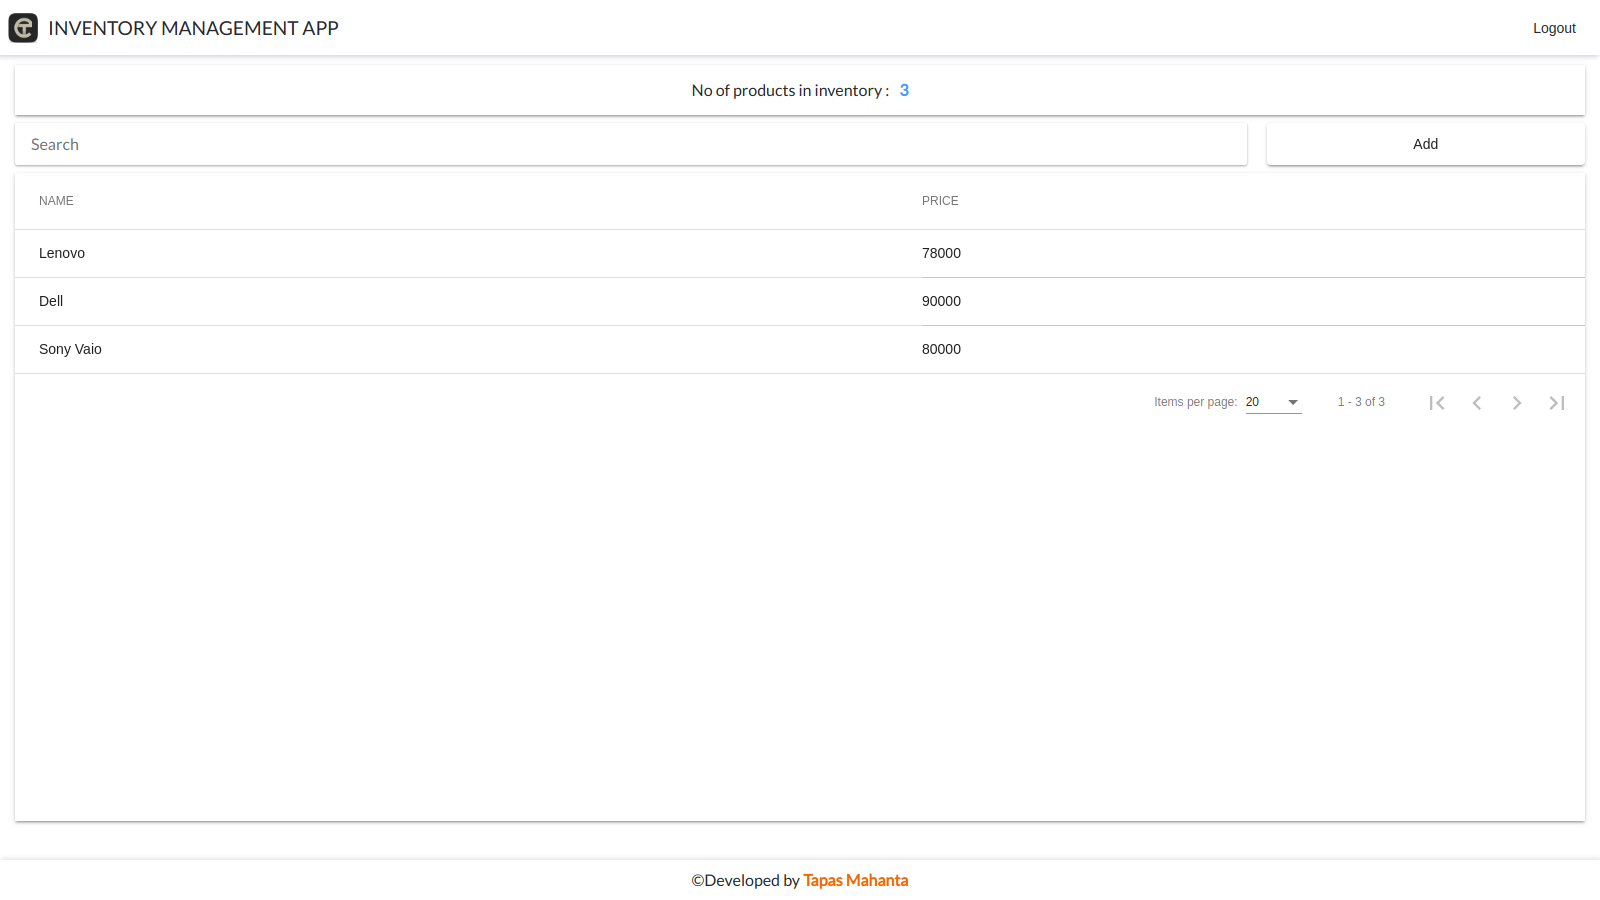 INVENTORY MANAGEMENT APP
Logout
No of products in inventory : 3
Search
Add
NAME PRICE
Lenovo 78000
Dell 90000
Sony Vaio 80000
Items per page: 20 1 - 3 of 3
©Developed by Tapas Mahanta